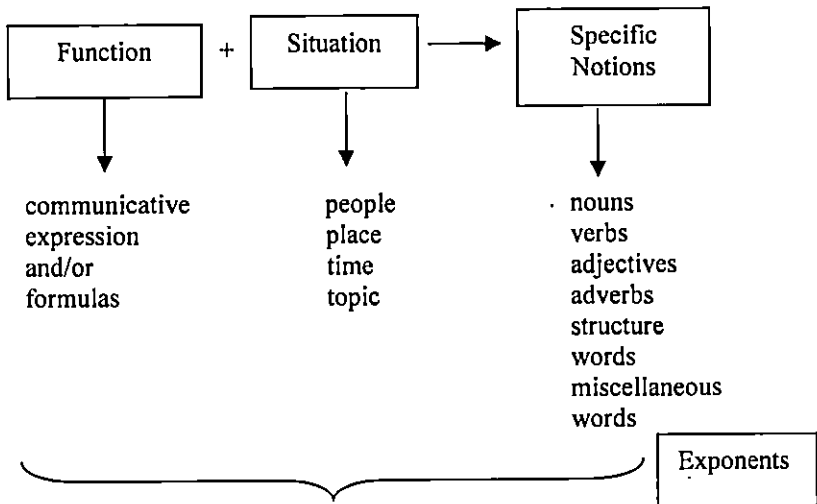 Function + Situation Specific
Notions
communicative
expression
and/or
formulas
people
place
time
topic
nouns
verbs
adjectives
adverbs
structure
words
miscellaneous
words
Exponents